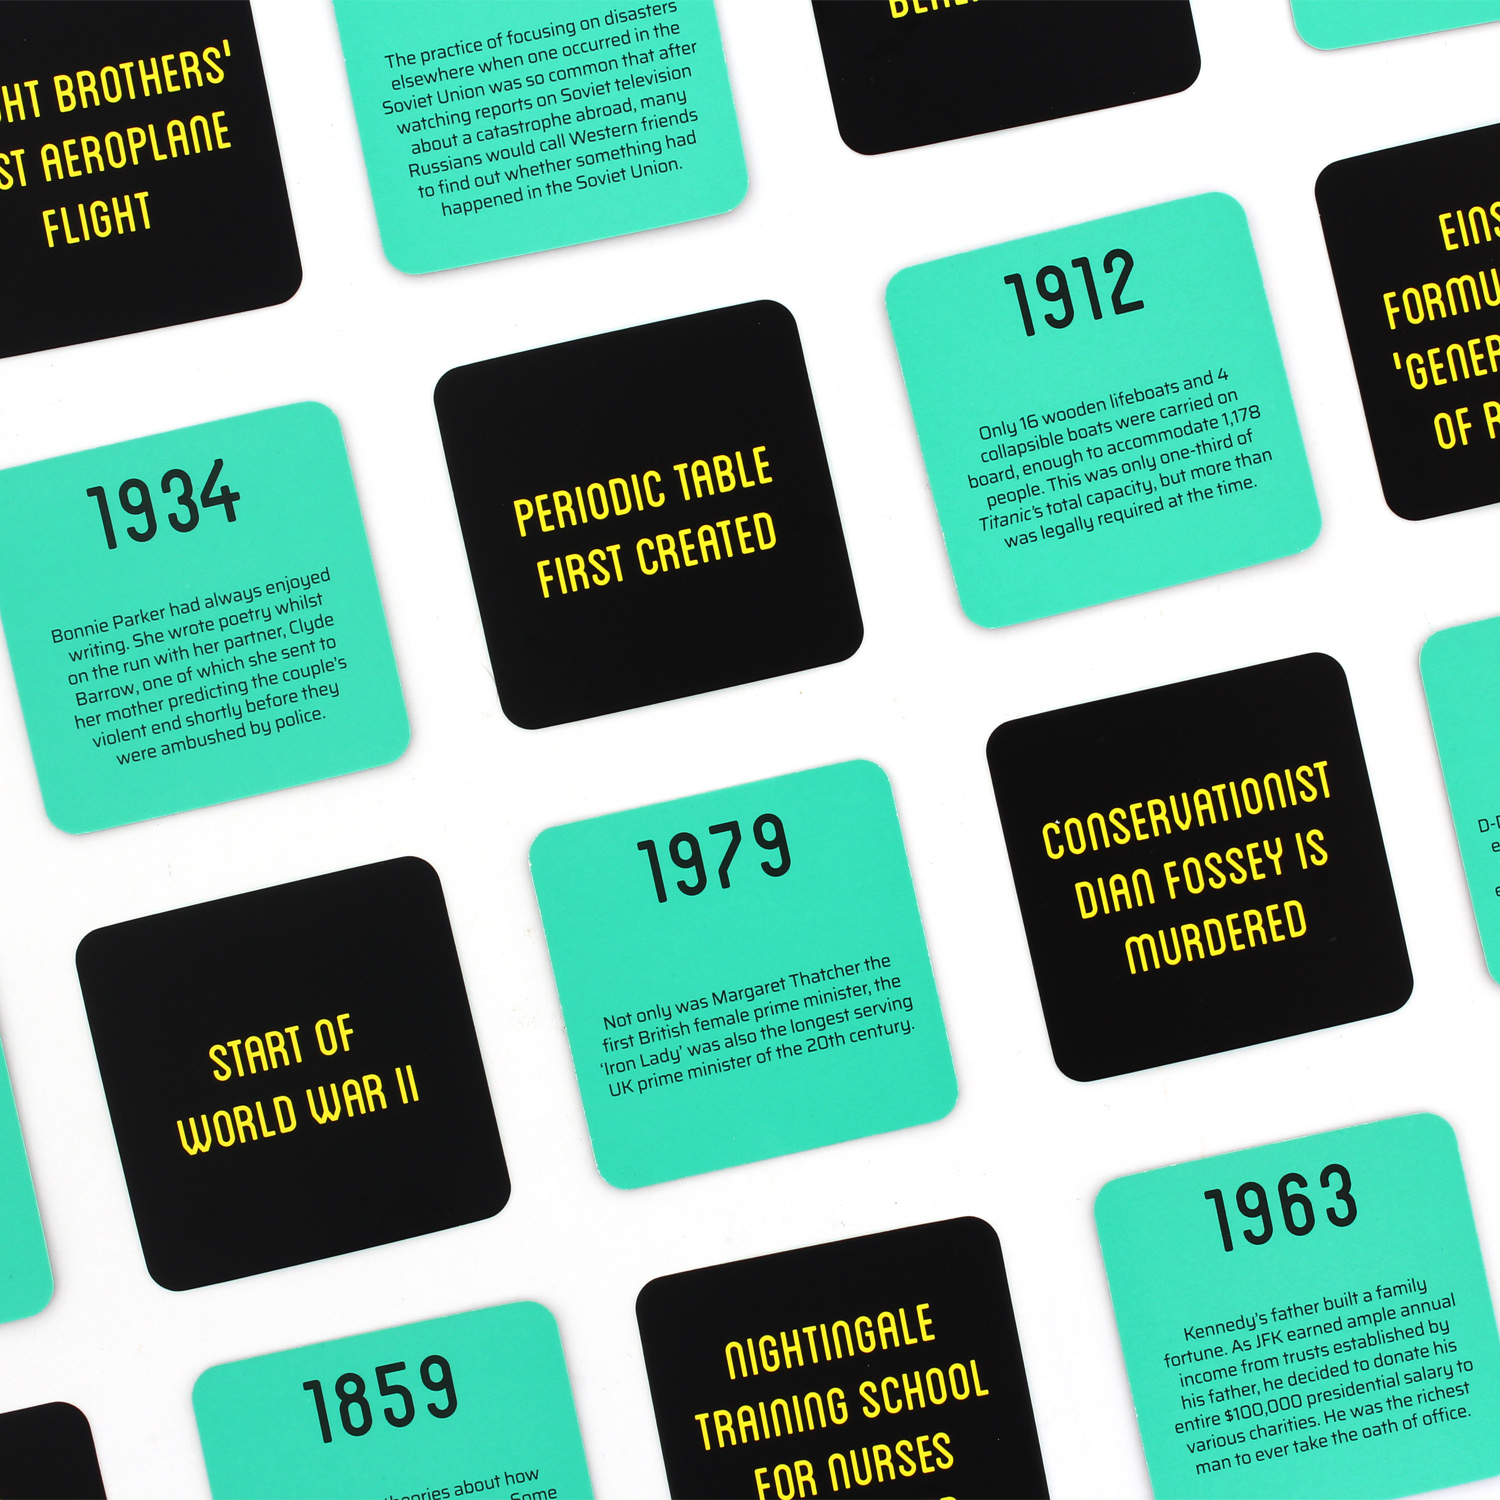 BROTHERS'
AEROPLANE
FLIGHT
The practice of focusing on disasters
elsewhere when one occurred in the
Soviet Union was so common that after
watching reports on Soviet television
about a catastrophe abroad, many
Russians would call Western friends
to find out whether something had
happened in the Soviet Union.
1912
Only 16 wooden lifeboats and 4
collapsible boats were carried on
board, enough to accommodate 1,178
people. This was only one-third of
Titanic's total capacity, but more than
was legally required at the time.
OF
1934
Bonnie Parker had always enjoyed
writing. She wrote poetry whilst
on the run with her partner, Clyde
Barrow, one of which she sent to
her mother predicting the couple's
violent end shortly before they
were ambushed by police.
PERIODIC TABLE
FIRST CREATED
CONSERVATIONIST
DIAN FOSSEY IS
MURDERED
START OF
WORLD WAR II
1979
Not only was Margaret Thatcher the
first British female prime minister, the
‘Iron Lady’ was also the longest serving
UK prime minister of the 20th century.
1963
Kennedy's father built a family
fortune. As JFK earned ample annual
income from trusts established by
his father, he decided to donate his
entire $100,000 presidential salary to
various charities. He was the richest
man to ever take the oath of office.
1859
theories about how
Some
NIGHTINGALE
TRAINING SCHOOL
FOR NURSES